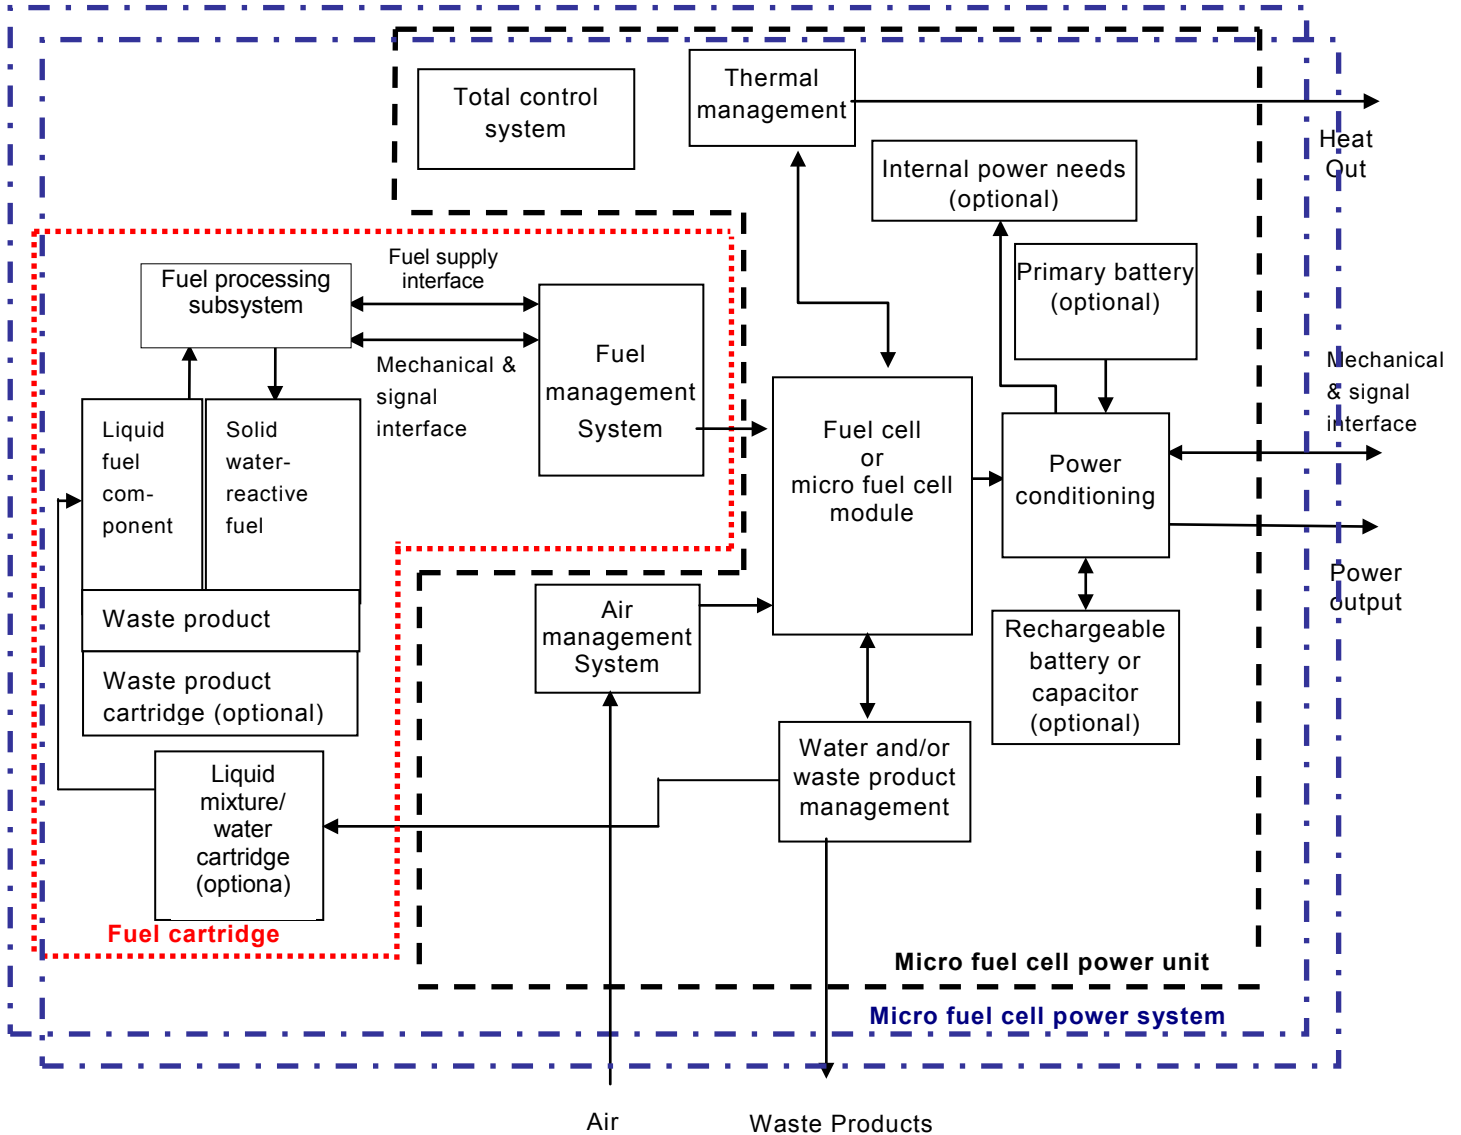 Total control
system
Thermal
management
Heat
Out
Internal power needs
(optional)
Primary battery
(optional)
Fuel processing
subsystem
Fuel supply
interface
Mechanical &
signal
interface
Fuel
management
System
Liquid
fuel
com-
ponent
Solid
water-
reactive
fuel
Waste product
Waste product
cartridge (optional)
Liquid
mixture/
water
cartridge
(optiona)
Fuel cartridge
Fuel cell
or
micro fuel cell
module
Power
conditioning
Mechanical
& signal
interface
Power
output
Air
management
System
Rechargeable
battery or
capacitor
(optional)
Water and/or
waste product
management
Micro fuel cell power unit
Micro fuel cell power system
Air
Waste Products